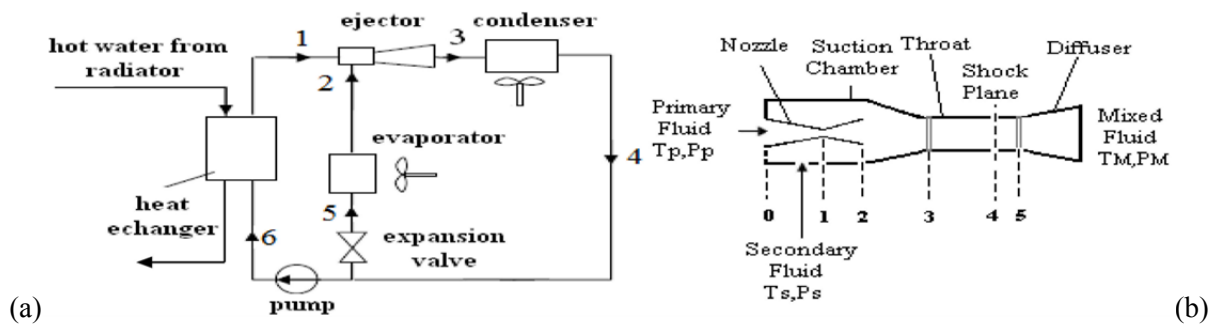 (a)
hot water from
radiator
1
ejector
3
condenser
2
evaporator
4
5
heat
echanger
6
expansion
valve
pump
Nozzle
Suction
Chamber
Throat
Shock
Plane
Diffuser
Primary
Fluid
Tp,Pp
Mixed
Fluid
TM,PM
0
1
2
3
4
5
Secondary
Fluid
Ts,Ps
(b)